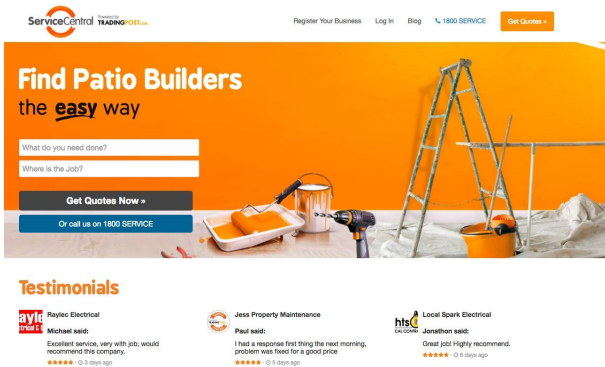 ServiceCentral Powered by TRADINGPOST.COM
Register Your Business Log In Blog 1800 SERVICE Get Quotes »
Find Patio Builders
the easy way
What do you need done?
Where is the Job?
Get Quotes Now »
Or call us on 1800 SERVICE
Testimonials
Raylec Electrical
Michael said:
Excellent service, very with job; would
recommend this company.
3 days ago
Jess Property Maintenance
Paul said:
I had a response first thing the next morning,
problem was fixed for a good price
5 days ago
Local Spark Electrical
Jonathon said:
Great job! Highly recommend.
6 days ago